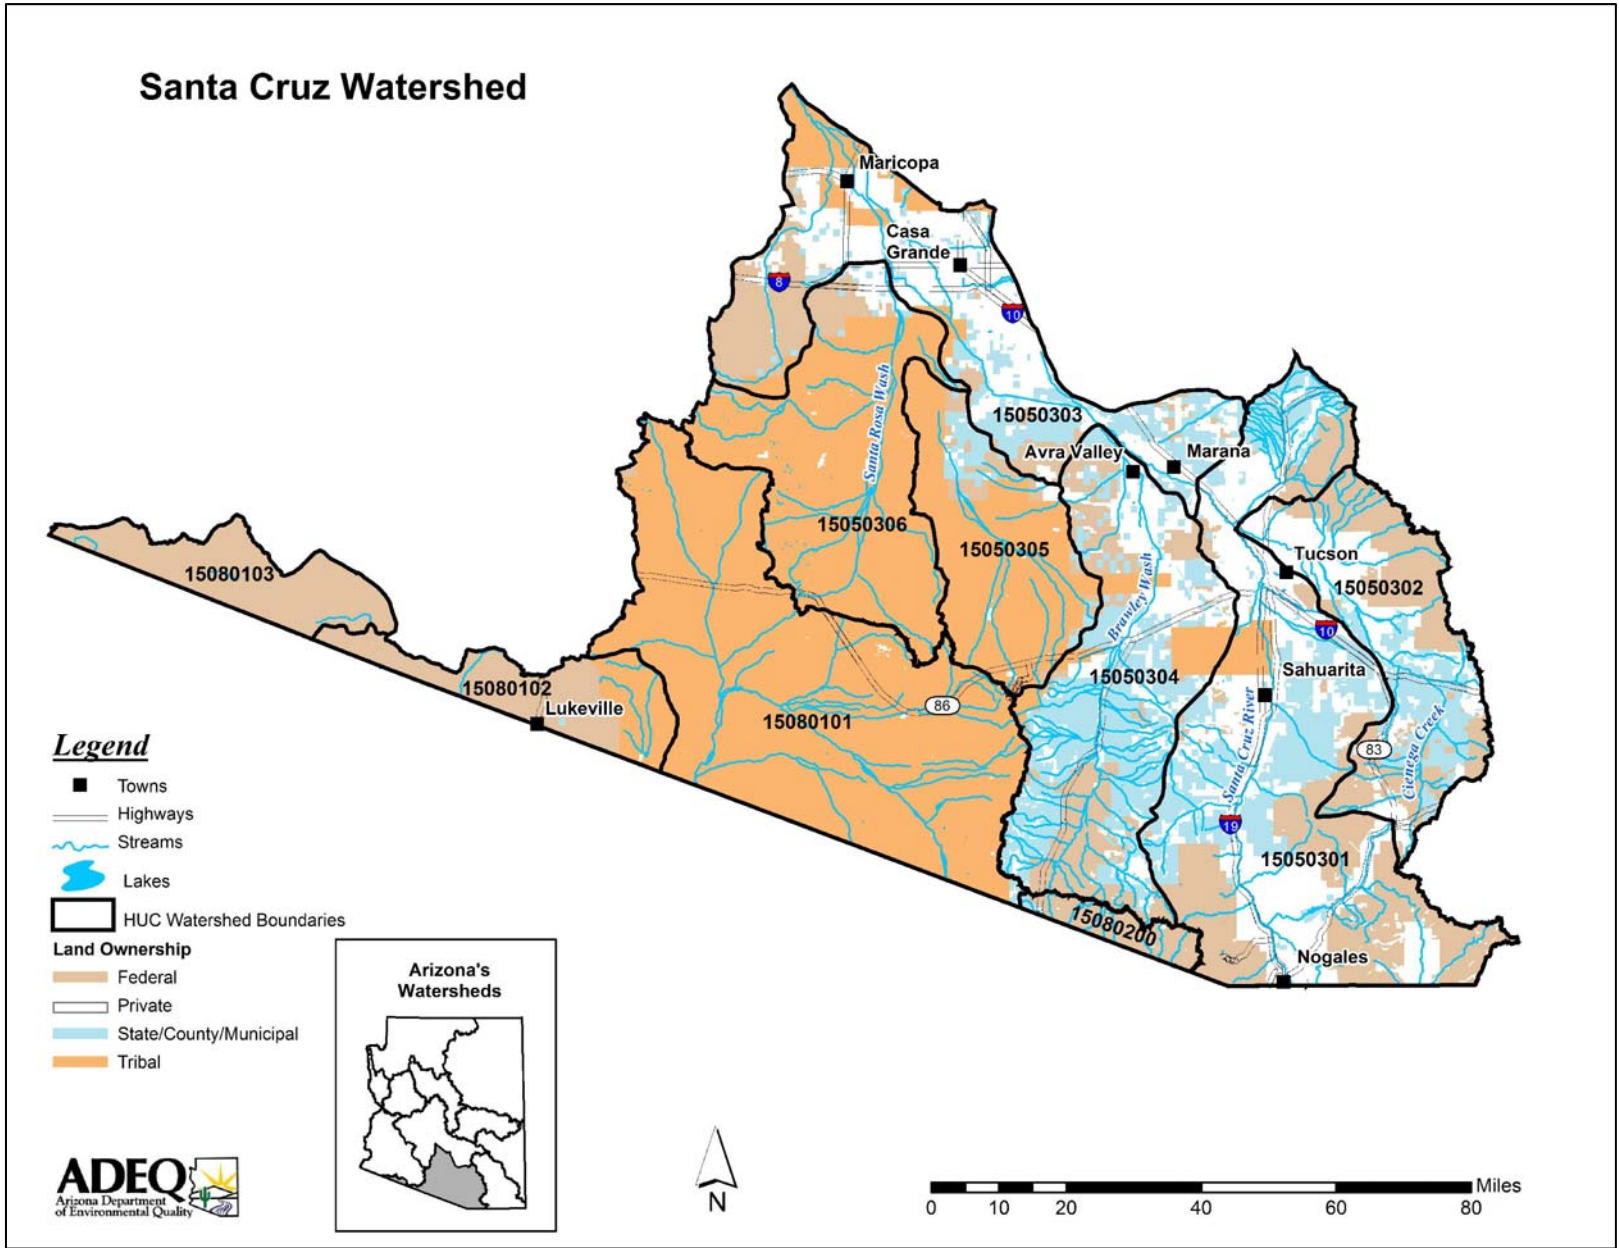 Santa Cruz Watershed
Maricopa
Casa
Grande
8
10
Santa Rosa Wash
15050303
Avra Valley
Marana
15050306
15050305
Tucson
15080103
15050302
Brawley Wash
10
15050304
Sahuarita
15080102
Lukeville
86
15080101
Santa Cruz River
83
Cienega Creek
19
15050301
15080200
Nogales
Legend
Towns
Highways
Streams
Lakes
HUC Watershed Boundaries
Land Ownership
Federal
Private
State/County/Municipal
Tribal
Arizona's
Watersheds
ADEQ
Arizona Department
of Environmental Quality
N
Miles
0 10 20 40 60 80